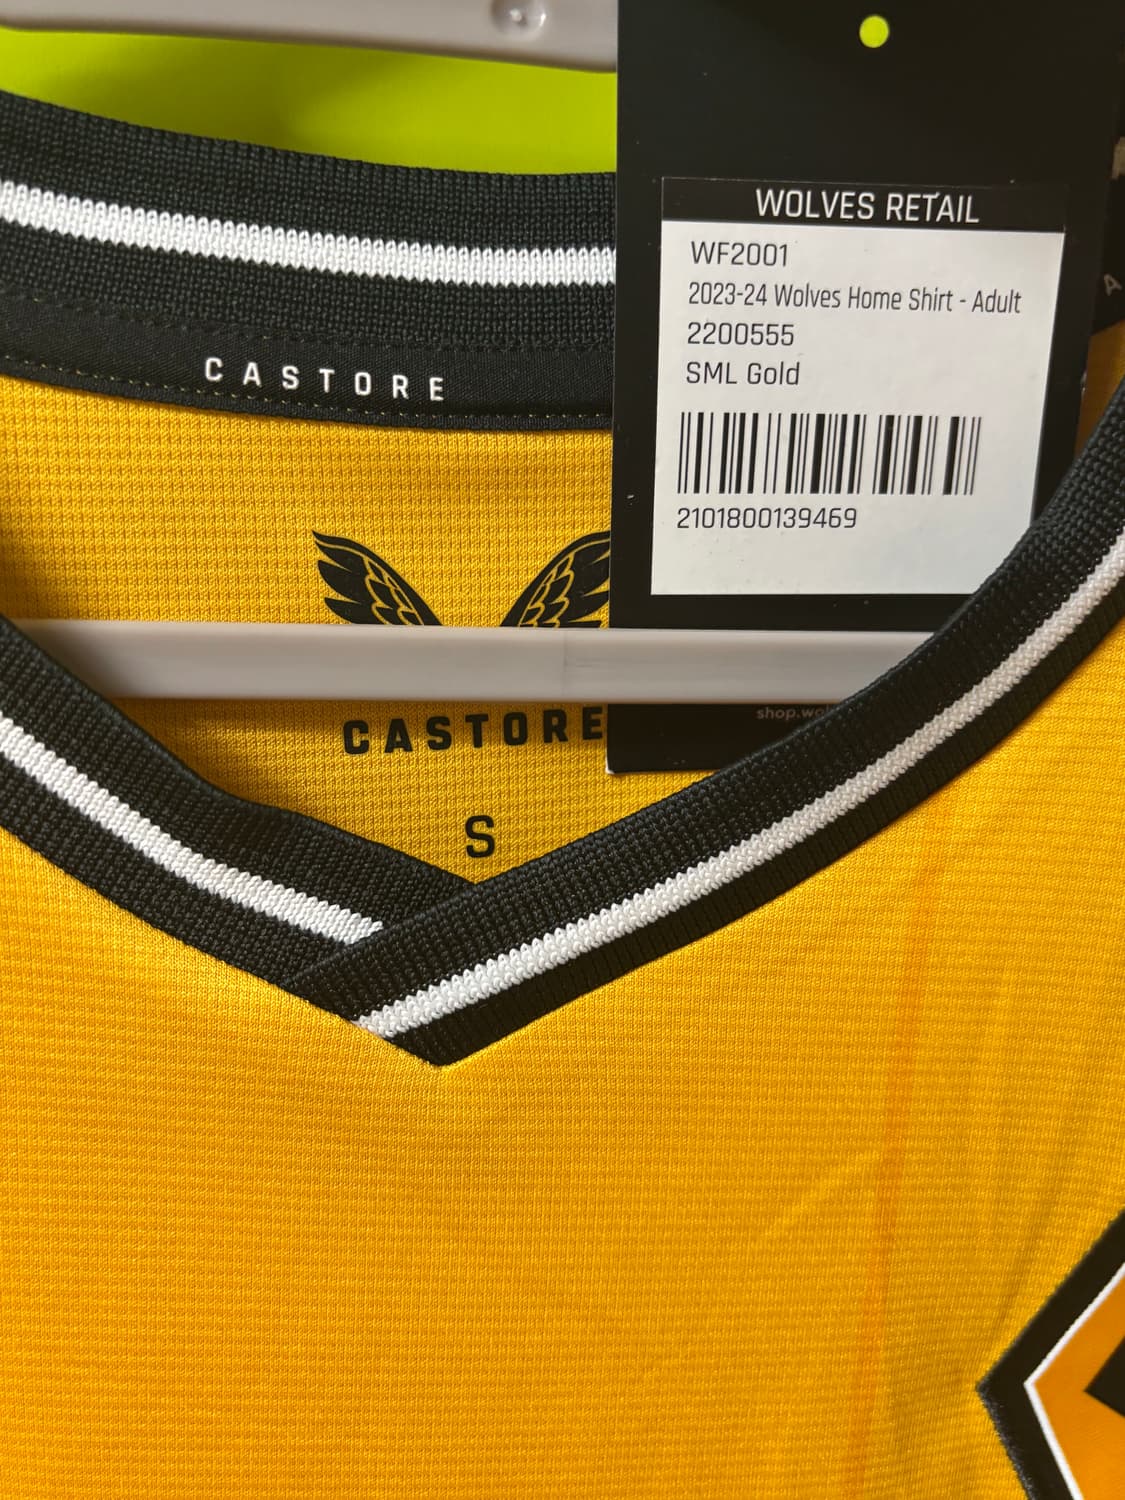 WOLVES RETAIL
WF2001
2023-24 Wolves Home Shirt - Adult
2200555
SML Gold
2101800139469
CASTORE
CASTORE
S